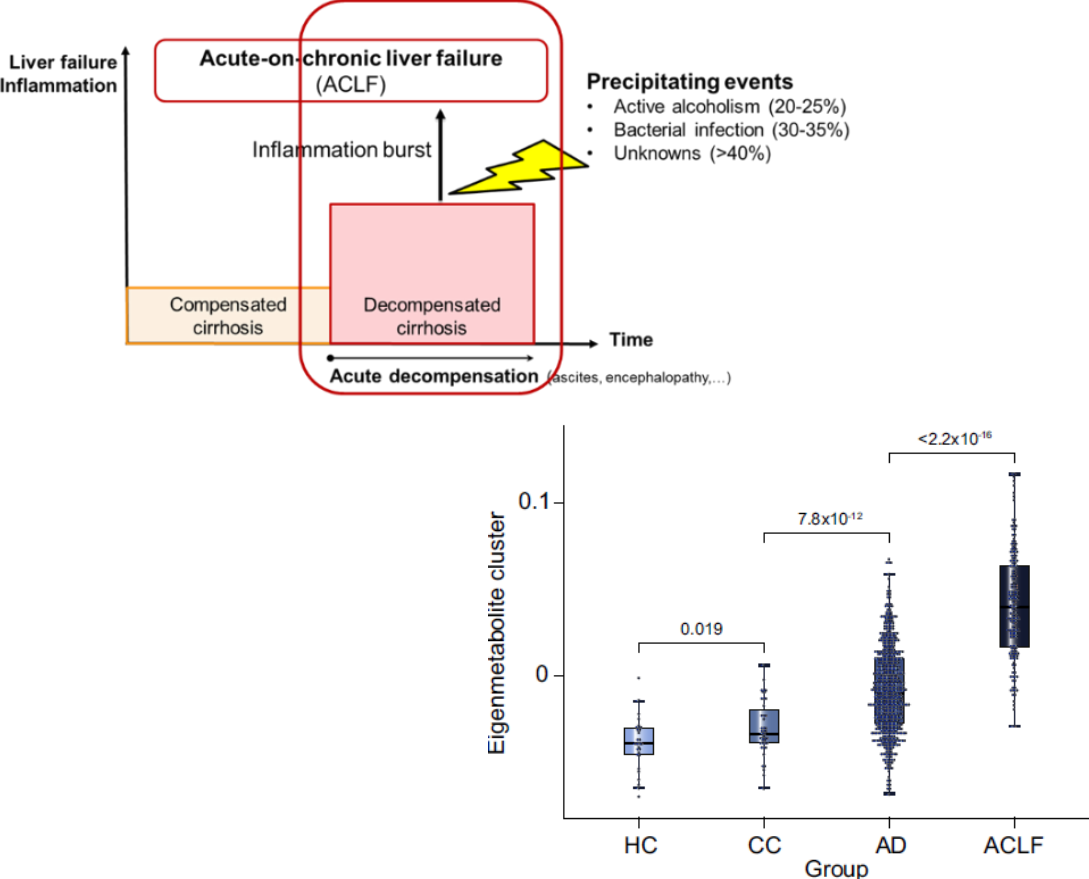 Liver failure
Inflammation
Acute-on-chronic liver failure
(ACLF)
Inflammation burst
Precipitating events
• Active alcoholism (20-25%)
• Bacterial infection (30-35%)
• Unknowns (>40%)
Compensated
cirrhosis
Decompensated
cirrhosis
Time
Acute decompensation (ascites, encephalopathy,…)
Eigenmetabolite cluster
0.1
0
0.019
7.8x10-12
<2.2x10-16
HC
CC
AD
ACLF
Group